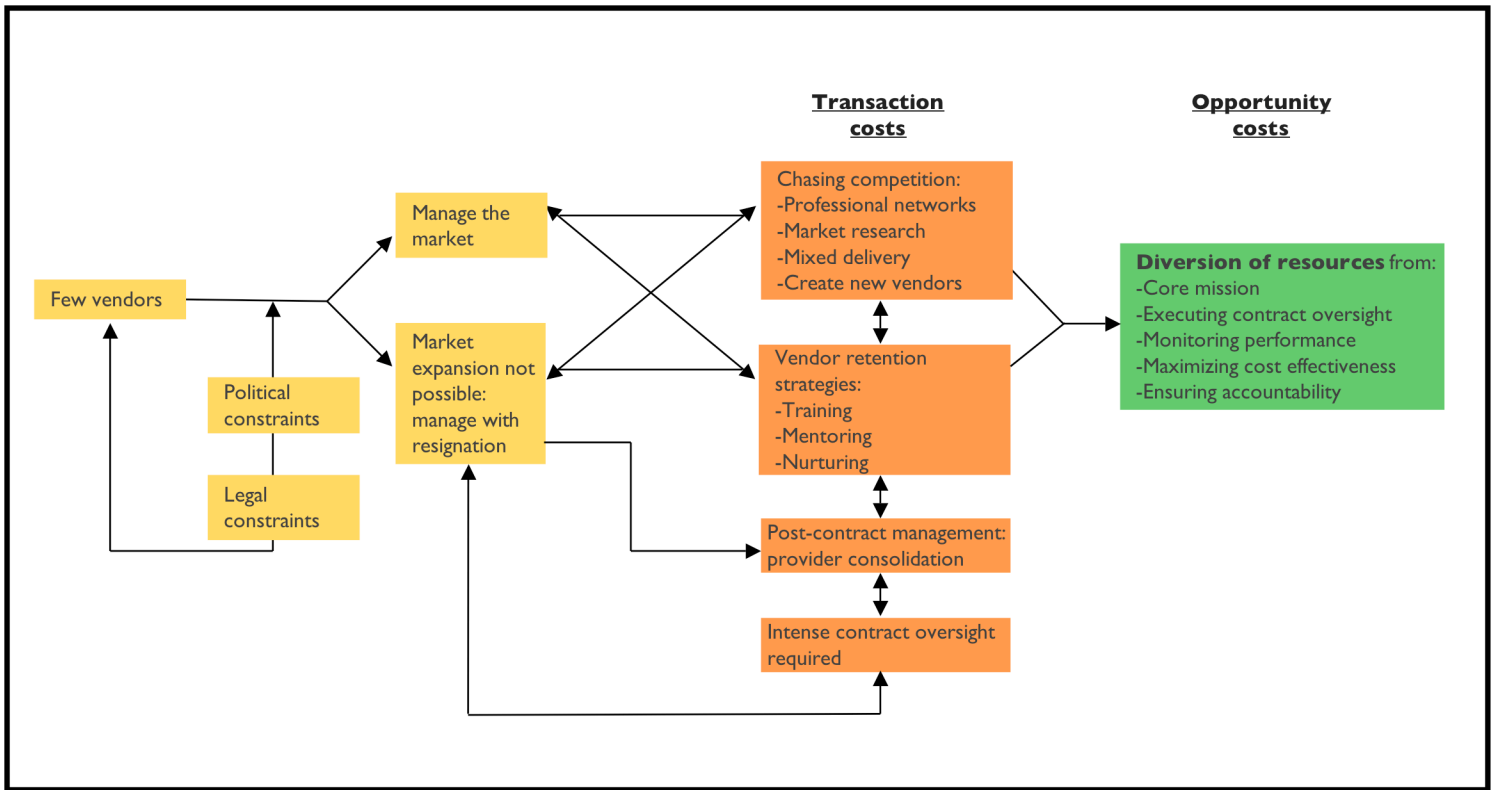 Transaction
costs
Opportunity
costs
Few vendors
Political
constraints
Legal
constraints
Manage the
market
Market
expansion not
possible:
manage with
resignation
Chasing competition:
-Professional networks
-Market research
-Mixed delivery
-Create new vendors
Vendor retention
strategies:
-Training
-Mentoring
-Nurturing
Post-contract management:
provider consolidation
Intense contract oversight
required
Diversion of resources from:
-Core mission
-Executing contract oversight
-Monitoring performance
-Maximizing cost effectiveness
-Ensuring accountability